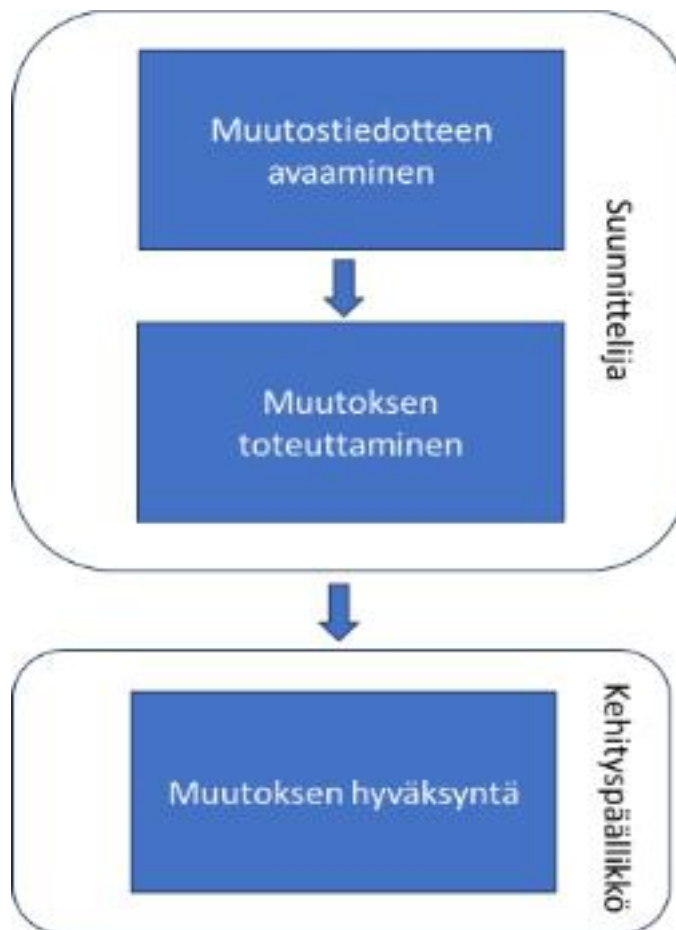 Muutostiedotteen
avaaminen
Suunnittelija
Muutoksen
toteuttaminen
Muutoksen hyväksyntä
Kehityspäällikkö